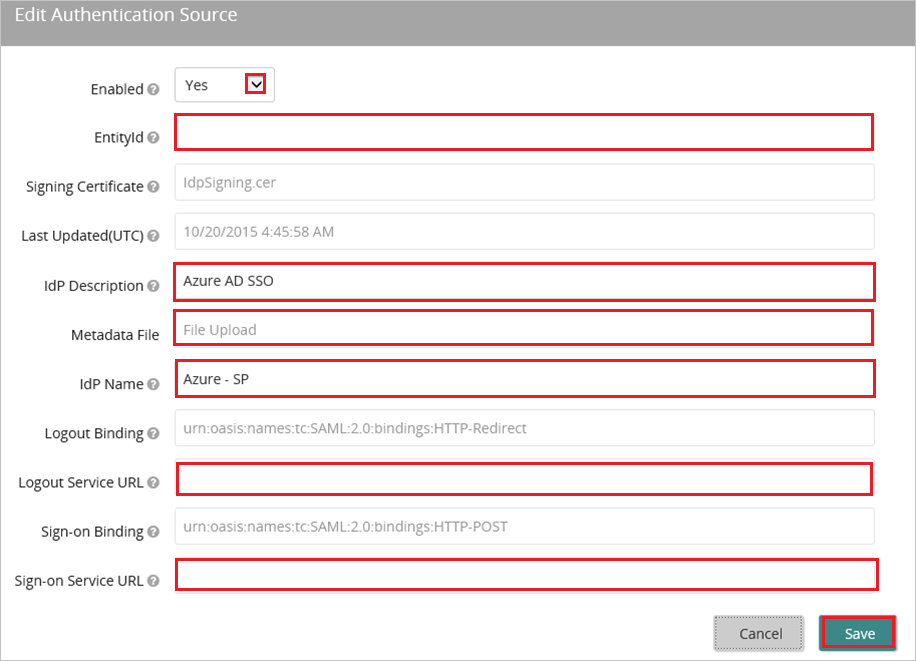 Edit Authentication Source
Enabled ? Yes
EntityId ?
Signing Certificate ? IdpSigning.cer
Last Updated(UTC) ? 10/20/2015 4:45:58 AM
IdP Description ? Azure AD SSO
Metadata File File Upload
IdP Name ? Azure - SP
Logout Binding ? urn:oasis:names:tc:SAML:2.0:bindings:HTTP-Redirect
Logout Service URL ?
Sign-on Binding ? urn:oasis:names:tc:SAML:2.0:bindings:HTTP-POST
Sign-on Service URL ?
Cancel Save